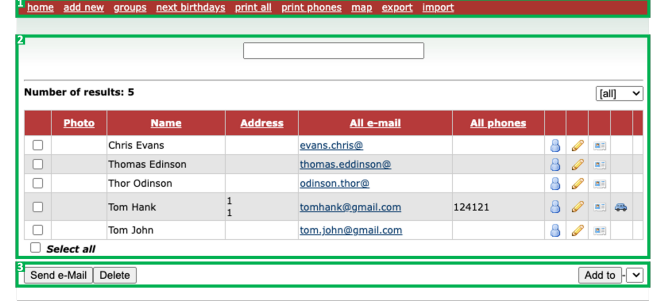 1
home add new groups next birthdays print all print phones map export import
2
Number of results: 5 [all]
Photo Name Address All e-mail All phones
Chris Evans evans.chris@
Thomas Edinson thomas.eddinson@
Thor Odinson odinson.thor@
Tom Hank 1 tomhank@gmail.com 124121
1
Tom John tom.john@gmail.com
Select all
3
Send e-Mail Delete Add to -